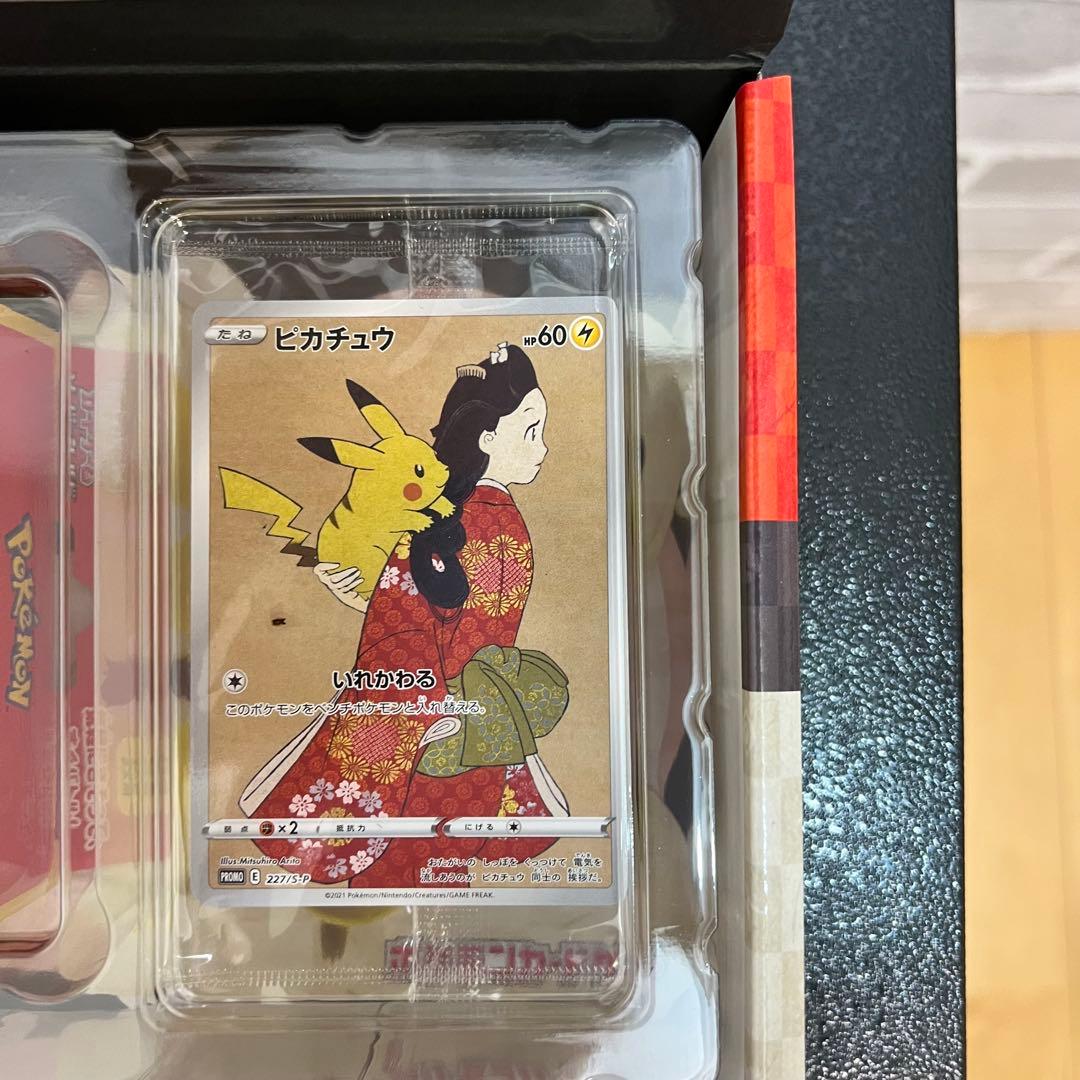 たね ピカチュウ HP60
いれかわる
このポケモンをベンチポケモンと入れ替える。
弱点 ×2 抵抗力 にげる
Illus. Mitsuhiro Arita
おたがいの しっぽを くっつけて 電気を
流しあうのが ピカチュウ 同士の 挨拶だ。
PROMO E 227/S-P
©2021 Pokémon/Nintendo/Creatures/GAME FREAK.
POKÉMON